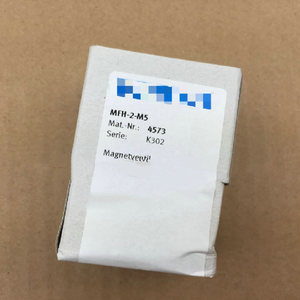 MFH-2-M5
Mat.-Nr.: 4573
Serie: K302
Magnetventil